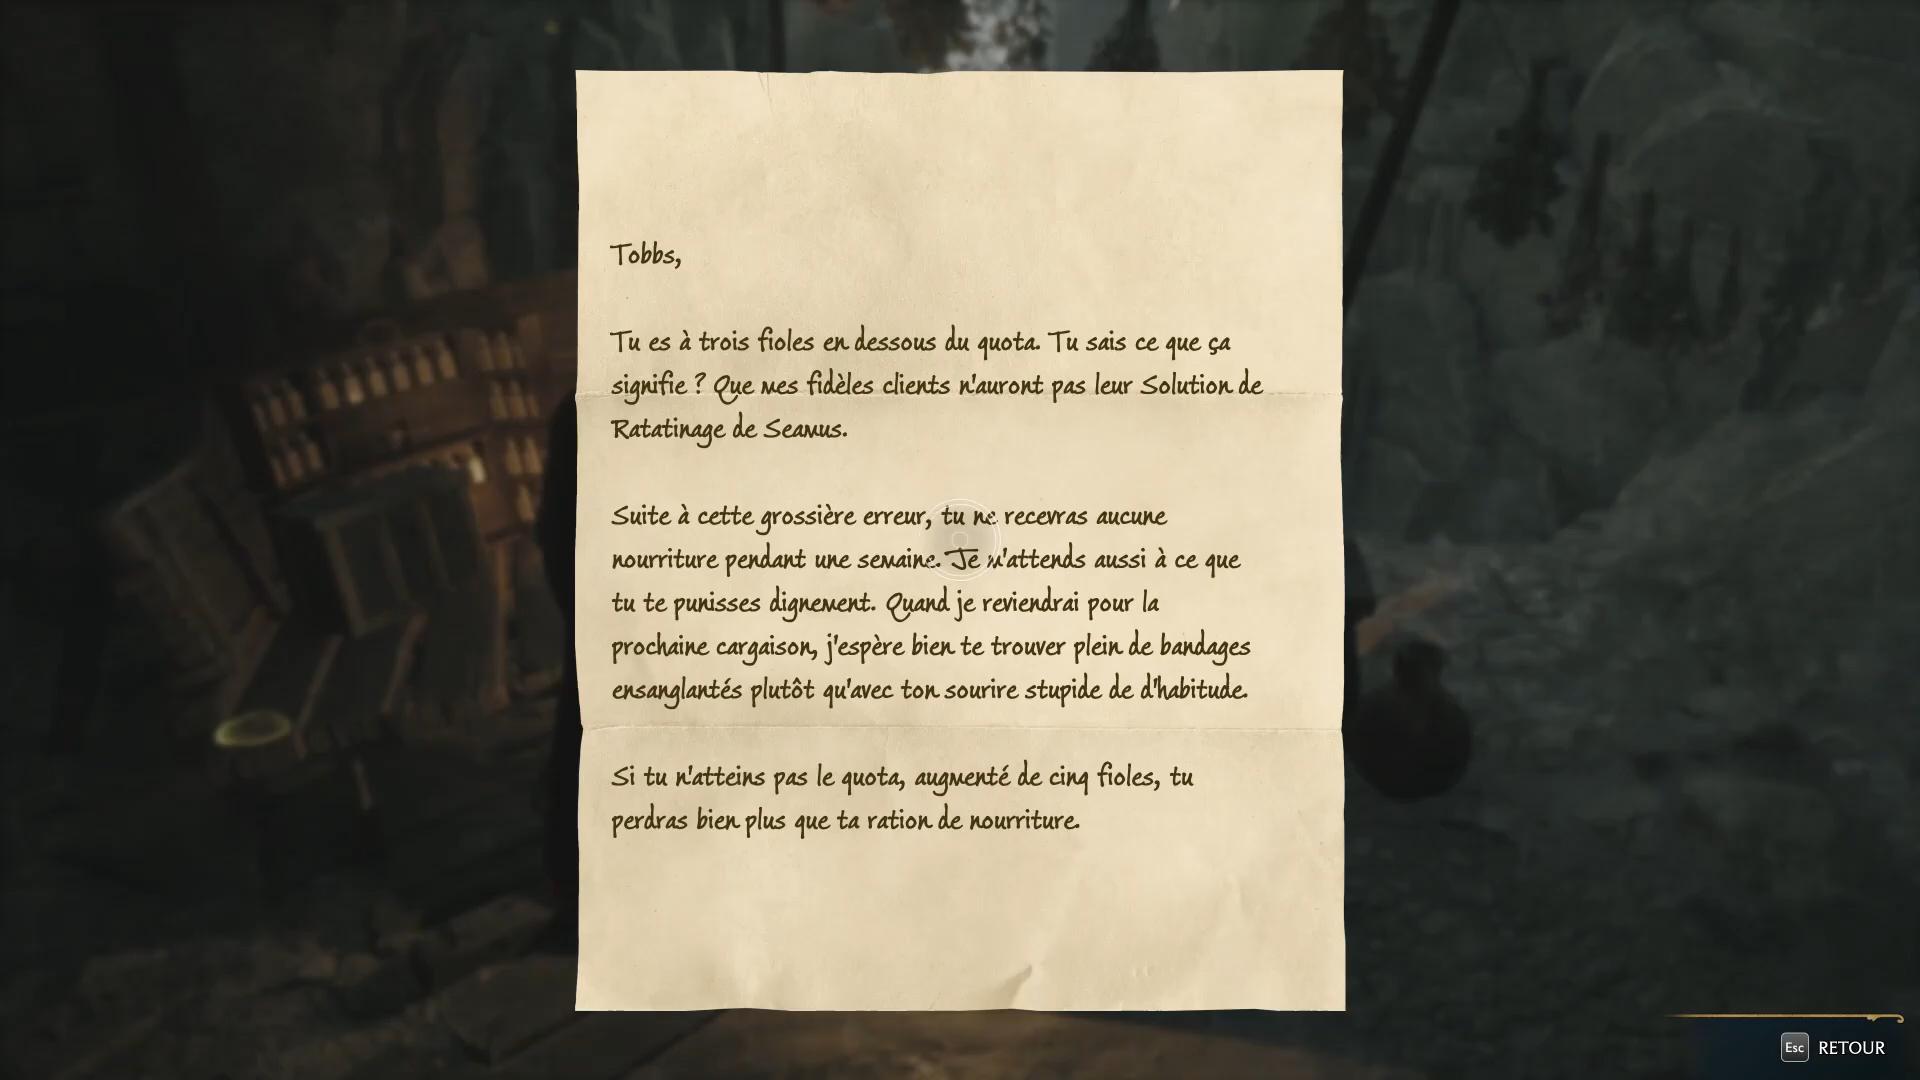 Tobbs,
Tu es à trois fioles en dessous du quota. Tu sais ce que ça
signifie ? Que mes fidèles clients n'auront pas leur Solution de
Ratatinage de Seamus.
Suite à cette grossière erreur, tu ne recevras aucune
nourriture pendant une semaine. Je m'attends aussi à ce que
tu te punisses dignement. Quand je reviendrai pour la
prochaine cargaison, j'espère bien te trouver plein de bandages
ensanglantés plutôt qu'avec ton sourire stupide de d'habitude.
Si tu n'atteins pas le quota, augmenté de cinq fioles, tu
perdras bien plus que ta ration de nourriture.
Esc RETOUR